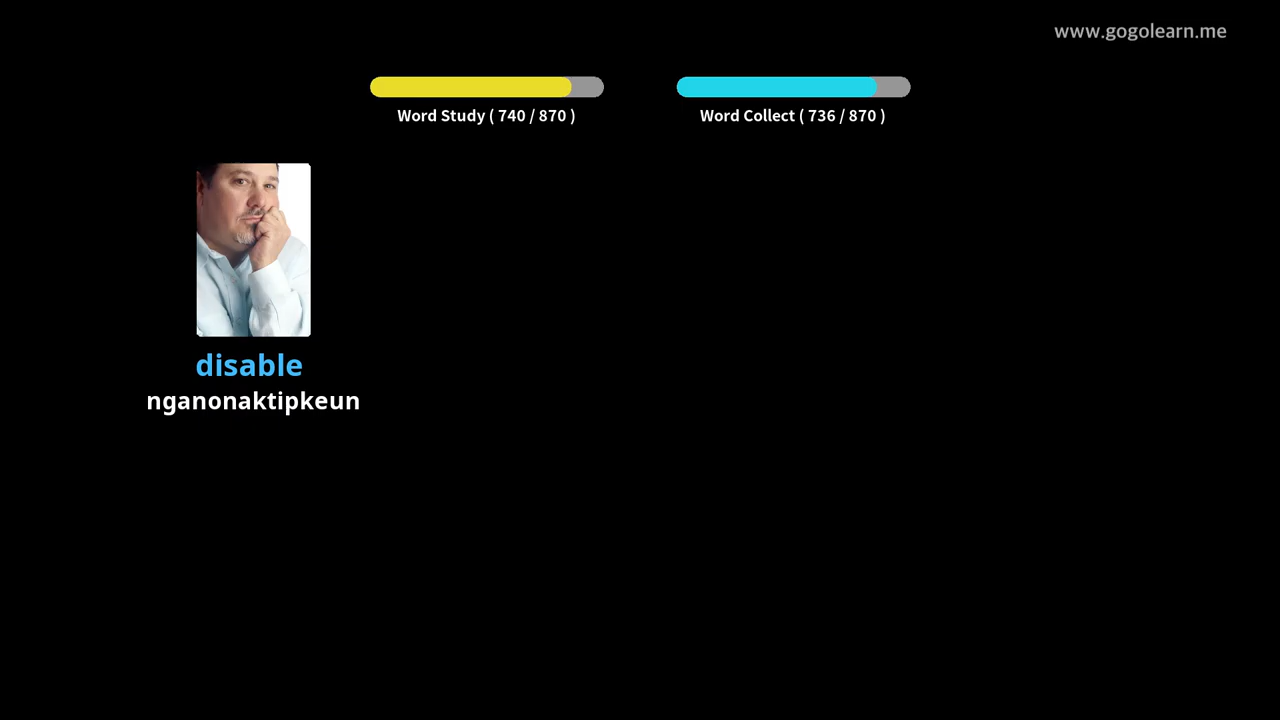 www.gogolearn.me
Word Study ( 740 / 870 )
Word Collect ( 736 / 870 )
disable
nganonaktipkeun